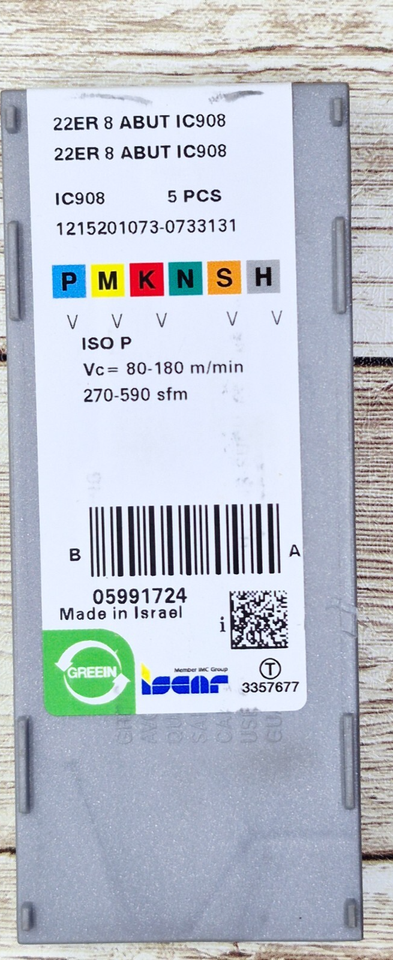 22ER 8 ABUT IC908
22ER 8 ABUT IC908
IC908 5 PCS
1215201073-0733131
P M K N S H
V V V V V
ISO P
Vc= 80-180 m/min
270-590 sfm
B A
05991724
Made in Israel
i
GREEIN
Member IMC Group
iscar
T
3357677